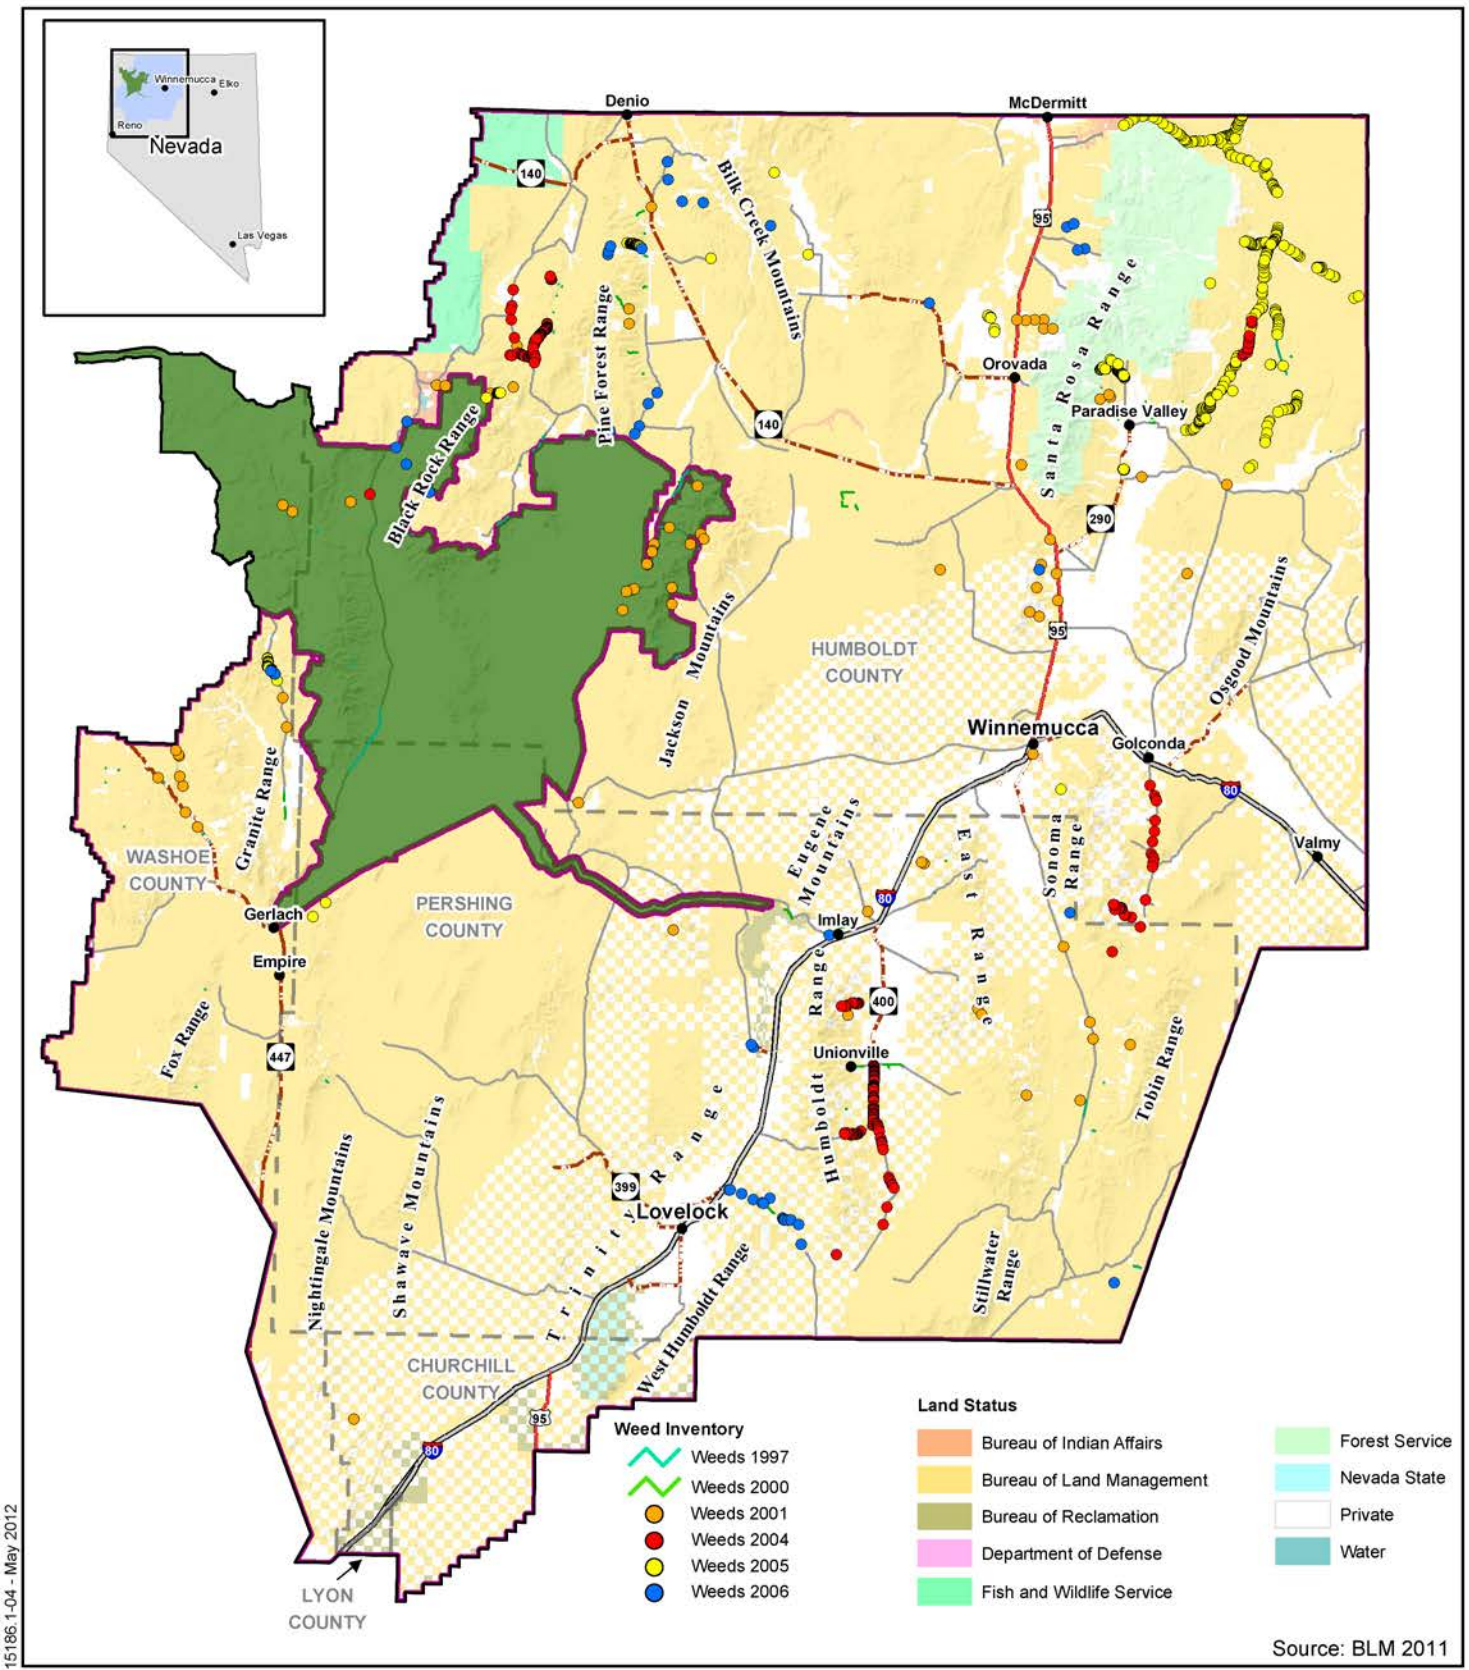 Winnemucca
Elko
Reno
Nevada
Las Vegas
Denio
McDermitt
140
Bilk Creek Mountains
95
Santa Rosa Range
Pine Forest Range
Orovada
Paradise Valley
140
Black Rock Range
290
Osgood Mountains
95
HUMBOLDT
COUNTY
Jackson Mountains
Winnemucca
Golconda
80
Granite Range
Eugene
Mountains
East Range
Sonoma
Range
Valmy
WASHOE
COUNTY
PERSHING
COUNTY
80
Gerlach
Imlay
Empire
Humboldt Range
400
Fox Range
447
Unionville
Tobin Range
Nightingale Mountains
Shawave Mountains
Trinity Range
399
Lovelock
West Humboldt Range
Stillwater
Range
CHURCHILL
COUNTY
95
80
LYON
COUNTY
Weed Inventory
Weeds 1997
Weeds 2000
Weeds 2001
Weeds 2004
Weeds 2005
Weeds 2006
Land Status
Bureau of Indian Affairs
Bureau of Land Management
Bureau of Reclamation
Department of Defense
Fish and Wildlife Service
Forest Service
Nevada State
Private
Water
Source: BLM 2011
15186.1-04 - May 2012